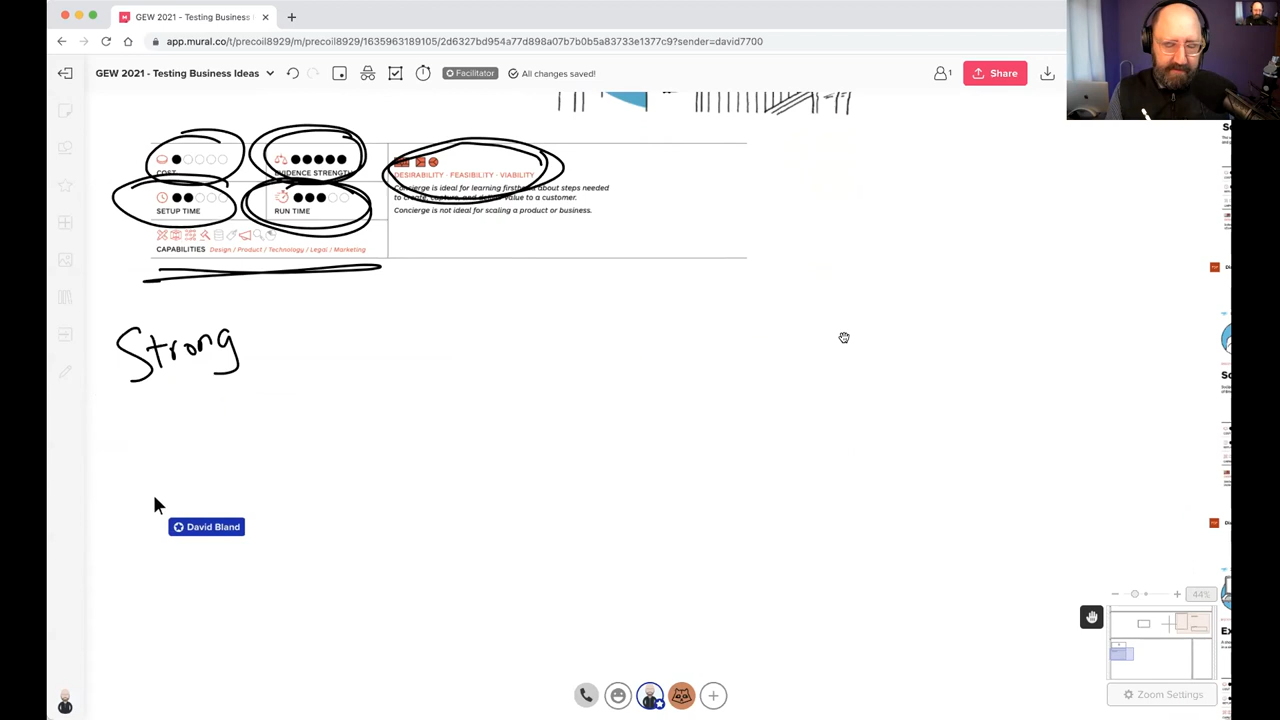 GEW 2021 - Testing Business
app.mural.co/t/precoil8929/m/precoil8929/1635963189105/2d6327bd954a77d898a07b7b0b5a83733e1377c9?sender=david7700
GEW 2021 - Testing Business Ideas
Facilitator
All changes saved!
1
Share
COST
EVIDENCE STRENGTH
DESIRABILITY · FEASIBILITY · VIABILITY
Concierge is ideal for learning firsthand about steps needed
to create, capture, and deliver value to a customer.
SETUP TIME
RUN TIME
Concierge is not ideal for scaling a product or business.
CAPABILITIES Design / Product / Technology / Legal / Marketing
Strong
David Bland
44%
Zoom Settings